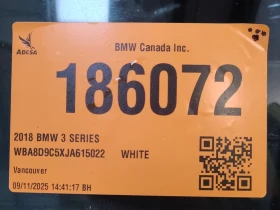 BMW Canada Inc.
ADESA
186072
2018 BMW 3 SERIES
WBA8D9C5XJA615022 WHITE
Vancouver
09/11/2025 14:41:17 BH